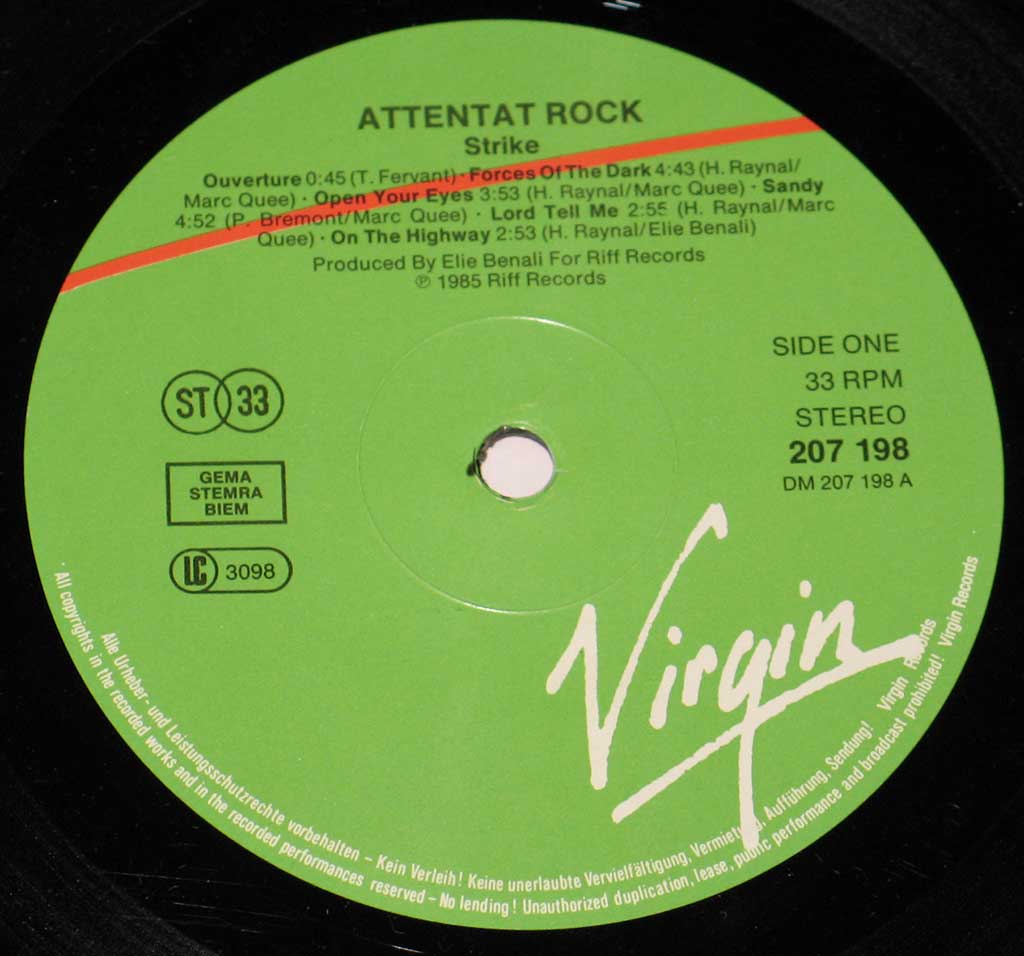 ATTENTAT ROCK
Strike
Ouverture 0:45 (T. Fervant) · Forces Of The Dark 4:43 (H. Raynal/
Marc Quee) · Open Your Eyes 3:53 (H. Raynal/Marc Quee) · Sandy
4:52 (P. Bremont/Marc Quee) · Lord Tell Me 2:55 (H. Raynal/Marc
Quee) · On The Highway 2:53 (H. Raynal/Elie Benali)
Produced By Elie Benali For Riff Records
℗ 1985 Riff Records
SIDE ONE
33 RPM
STEREO
207 198
DM 207 198 A
ST 33
GEMA
STEMRA
BIEM
LC 3098
Virgin
Alle Urheber- und Leistungsschutzrechte vorbehalten – Kein Verleih! Keine unerlaubte Vervielfältigung, Vermietung, Aufführung, Sendung! Virgin Records
All copyrights in the recorded works and in the recorded performances reserved – No lending! Unauthorized duplication, lease, public performance and broadcast prohibited! Virgin Records